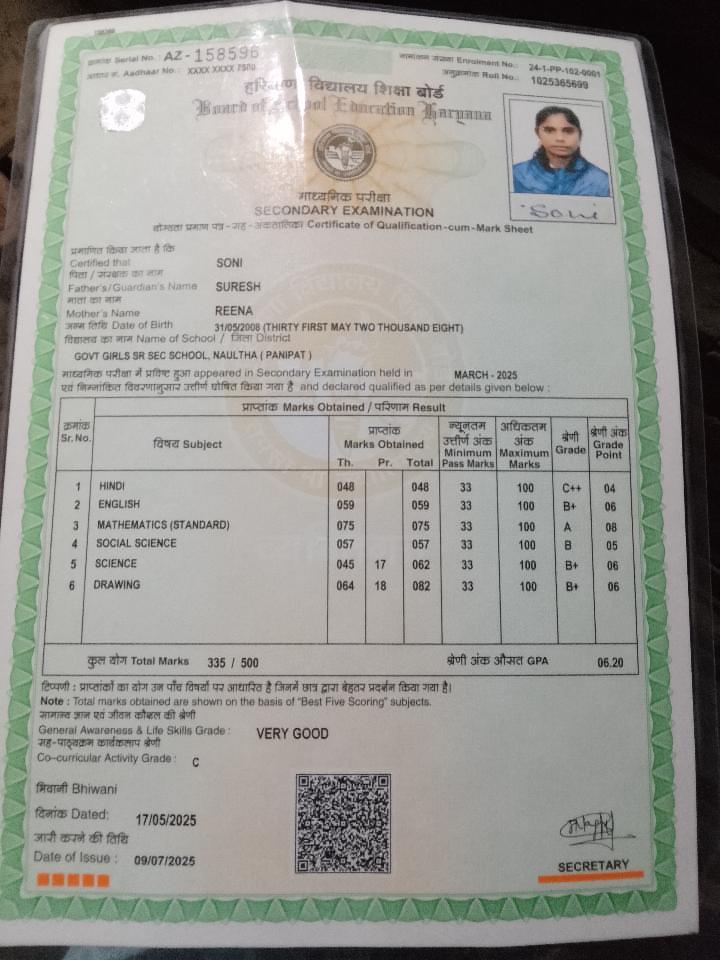 क्रमांक Serial No.: AZ - 158596
नामांकन संख्या Enrolment No.: 24-1-PP-102-0001
आधार नं. Aadhaar No.: XXXX XXXX 7500
अनुक्रमांक Roll No.: 1025365699
हरियाणा विद्यालय शिक्षा बोर्ड
Board of School Education Haryana
Soni
माध्यमिक परीक्षा
SECONDARY EXAMINATION
योग्यता प्रमाण पत्र-सह-अंकतालिका Certificate of Qualification-cum-Mark Sheet
प्रमाणित किया जाता है कि
Certified that SONI
पिता / संरक्षक का नाम
Father's/Guardian's Name SURESH
माता का नाम
Mother's Name REENA
जन्म तिथि Date of Birth 31/05/2008 (THIRTY FIRST MAY TWO THOUSAND EIGHT)
विद्यालय का नाम Name of School / जिला District
GOVT GIRLS SR SEC SCHOOL, NAULTHA ( PANIPAT )
माध्यमिक परीक्षा में प्रविष्ट हुआ appeared in Secondary Examination held in MARCH - 2025
एवं निम्नांकित विवरणानुसार उत्तीर्ण घोषित किया गया है and declared qualified as per details given below :
प्राप्तांक Marks Obtained / परिणाम Result
क्रमांक Sr. No. विषय Subject प्राप्तांक Marks Obtained Th. Pr. Total न्यूनतम उत्तीर्ण अंक Minimum Pass Marks अधिकतम अंक Maximum Marks श्रेणी Grade श्रेणी अंक Grade Point
1 HINDI 048 048 33 100 C++ 04
2 ENGLISH 059 059 33 100 B+ 06
3 MATHEMATICS (STANDARD) 075 075 33 100 A 08
4 SOCIAL SCIENCE 057 057 33 100 B 05
5 SCIENCE 045 17 062 33 100 B+ 06
6 DRAWING 064 18 082 33 100 B+ 06
कुल योग Total Marks 335 / 500 श्रेणी अंक औसत GPA 06.20
टिप्पणी : प्राप्तांकों का योग उन पाँच विषयों पर आधारित है जिनमें छात्र द्वारा बेहतर प्रदर्शन किया गया है।
Note : Total marks obtained are shown on the basis of "Best Five Scoring" subjects.
सामान्य ज्ञान एवं जीवन कौशल की श्रेणी
General Awareness & Life Skills Grade : VERY GOOD
सह-पाठ्यक्रम कार्यकलाप श्रेणी
Co-curricular Activity Grade : C
भिवानी Bhiwani
दिनांक Dated: 17/05/2025
जारी करने की तिथि
Date of Issue : 09/07/2025
SECRETARY